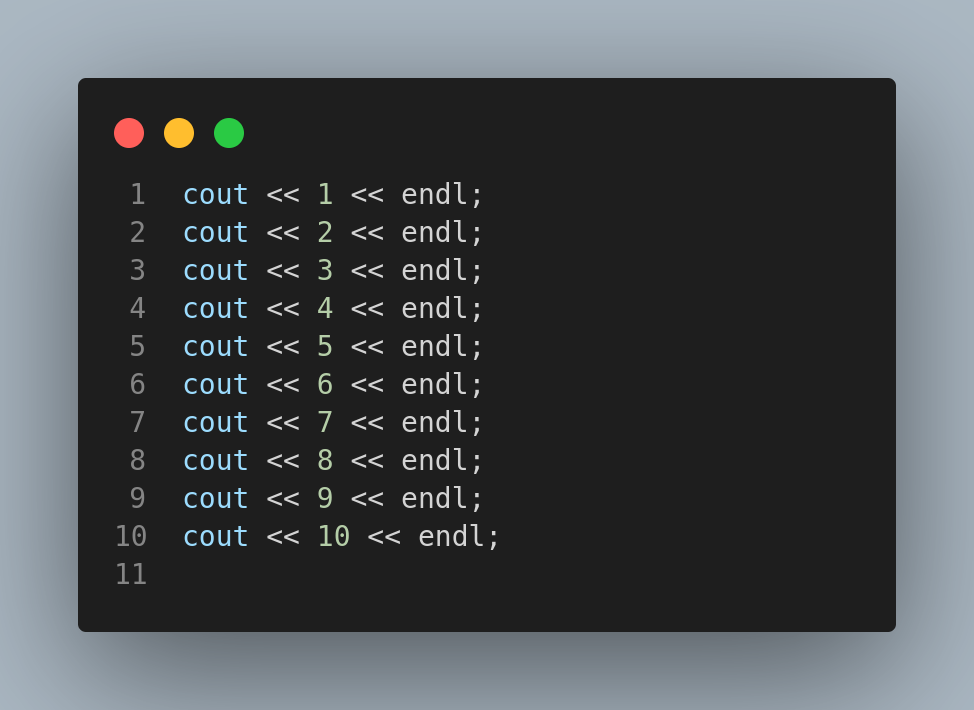 1 cout << 1 << endl;
2 cout << 2 << endl;
3 cout << 3 << endl;
4 cout << 4 << endl;
5 cout << 5 << endl;
6 cout << 6 << endl;
7 cout << 7 << endl;
8 cout << 8 << endl;
9 cout << 9 << endl;
10 cout << 10 << endl;
11